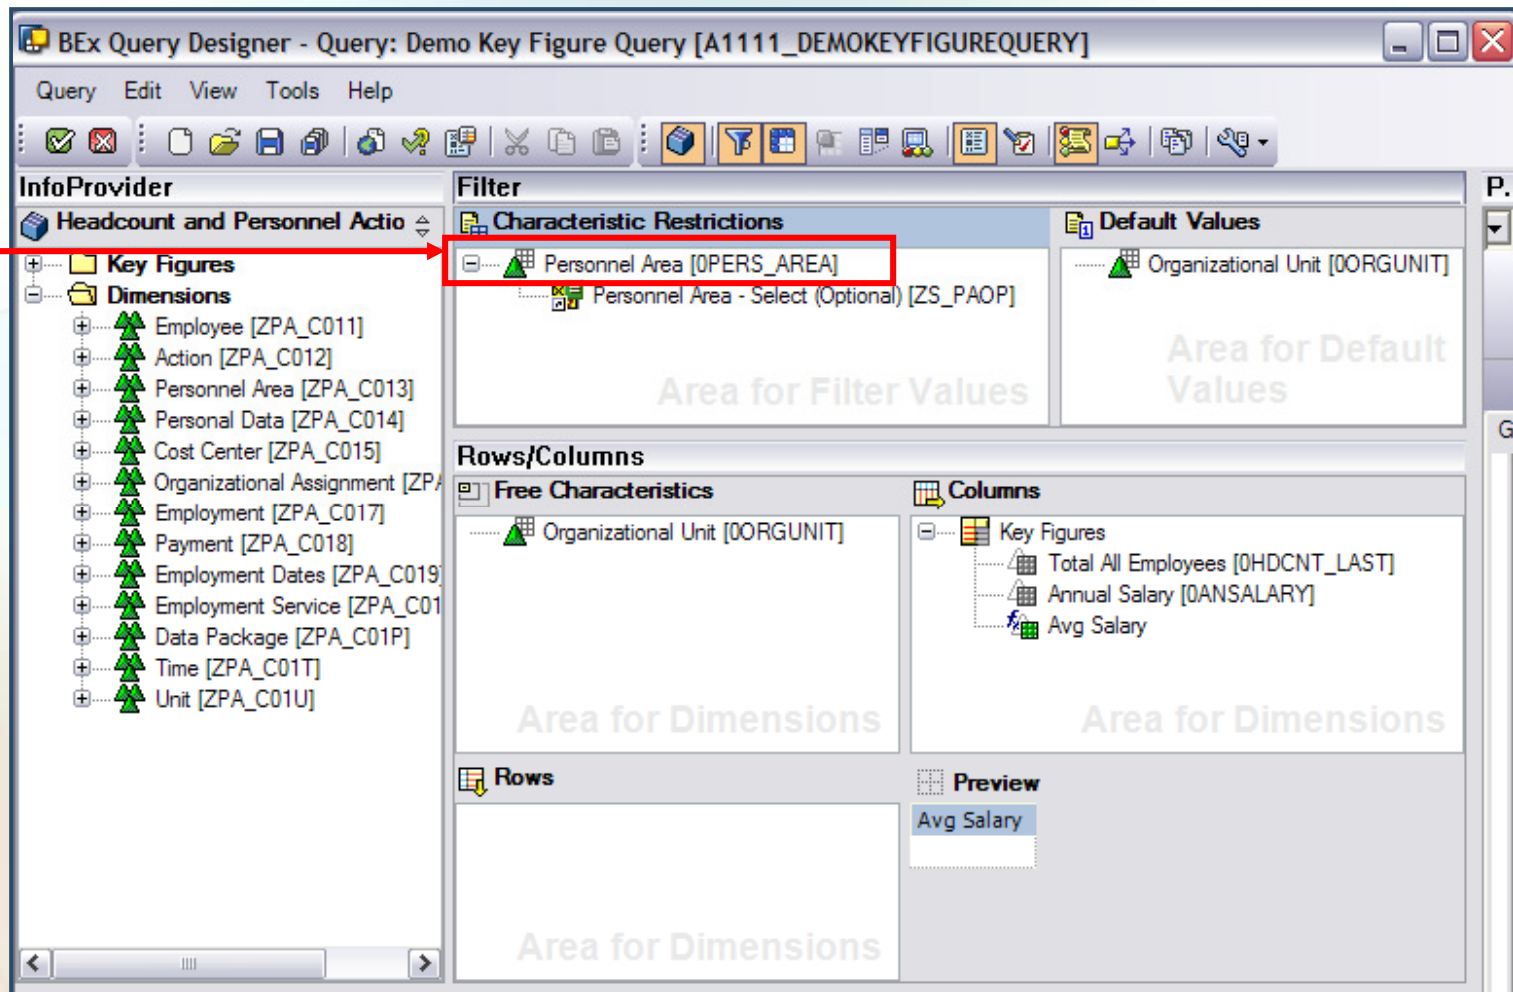 BEx Query Designer - Query: Demo Key Figure Query [A1111_DEMOKEYFIGUREQUERY]
Query Edit View Tools Help
InfoProvider
Headcount and Personnel Actio
Key Figures
Dimensions
Employee [ZPA_C011]
Action [ZPA_C012]
Personnel Area [ZPA_C013]
Personal Data [ZPA_C014]
Cost Center [ZPA_C015]
Organizational Assignment [ZPA
Employment [ZPA_C017]
Payment [ZPA_C018]
Employment Dates [ZPA_C019]
Employment Service [ZPA_C01
Data Package [ZPA_C01P]
Time [ZPA_C01T]
Unit [ZPA_C01U]
Filter
Characteristic Restrictions
Personnel Area [0PERS_AREA]
Personnel Area - Select (Optional) [ZS_PAOP]
Area for Filter Values
Default Values
Organizational Unit [0ORGUNIT]
Area for Default
Values
Rows/Columns
Free Characteristics
Organizational Unit [0ORGUNIT]
Area for Dimensions
Columns
Key Figures
Total All Employees [0HDCNT_LAST]
Annual Salary [0ANSALARY]
Avg Salary
Area for Dimensions
Rows
Area for Dimensions
Preview
Avg Salary
P.
G